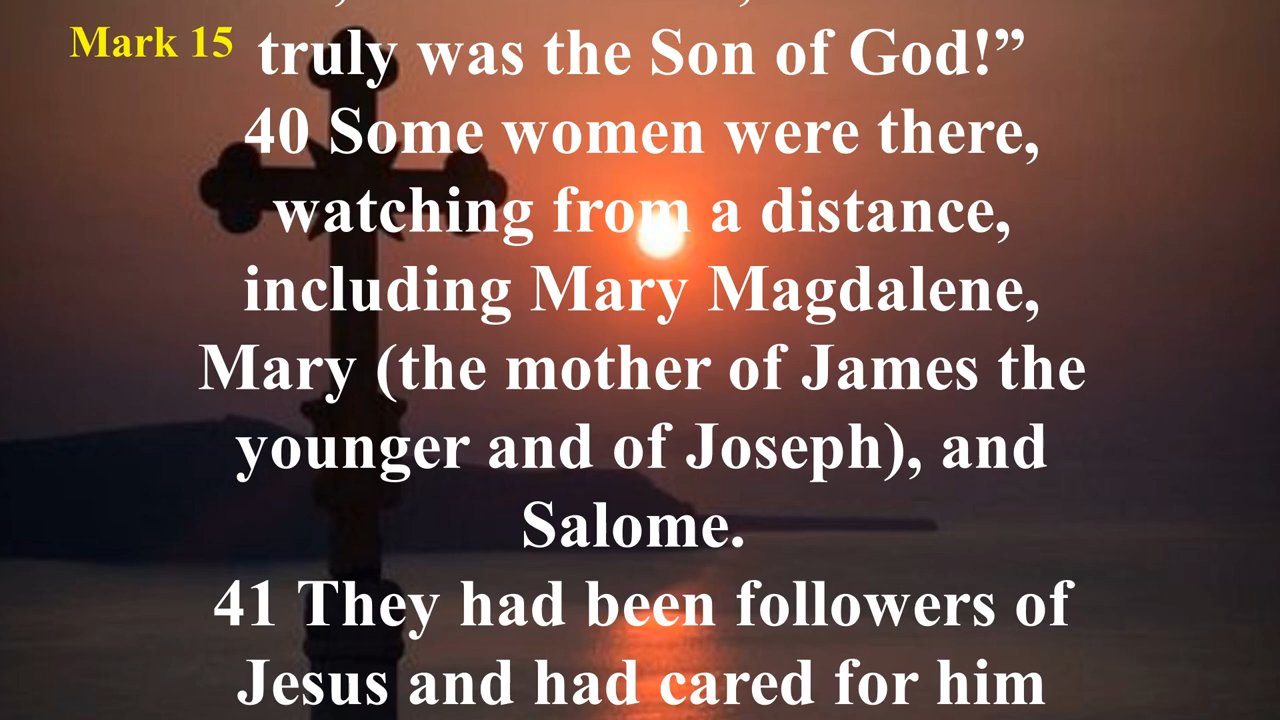 Mark 15
truly was the Son of God!”
40 Some women were there,
watching from a distance,
including Mary Magdalene,
Mary (the mother of James the
younger and of Joseph), and
Salome.
41 They had been followers of
Jesus and had cared for him